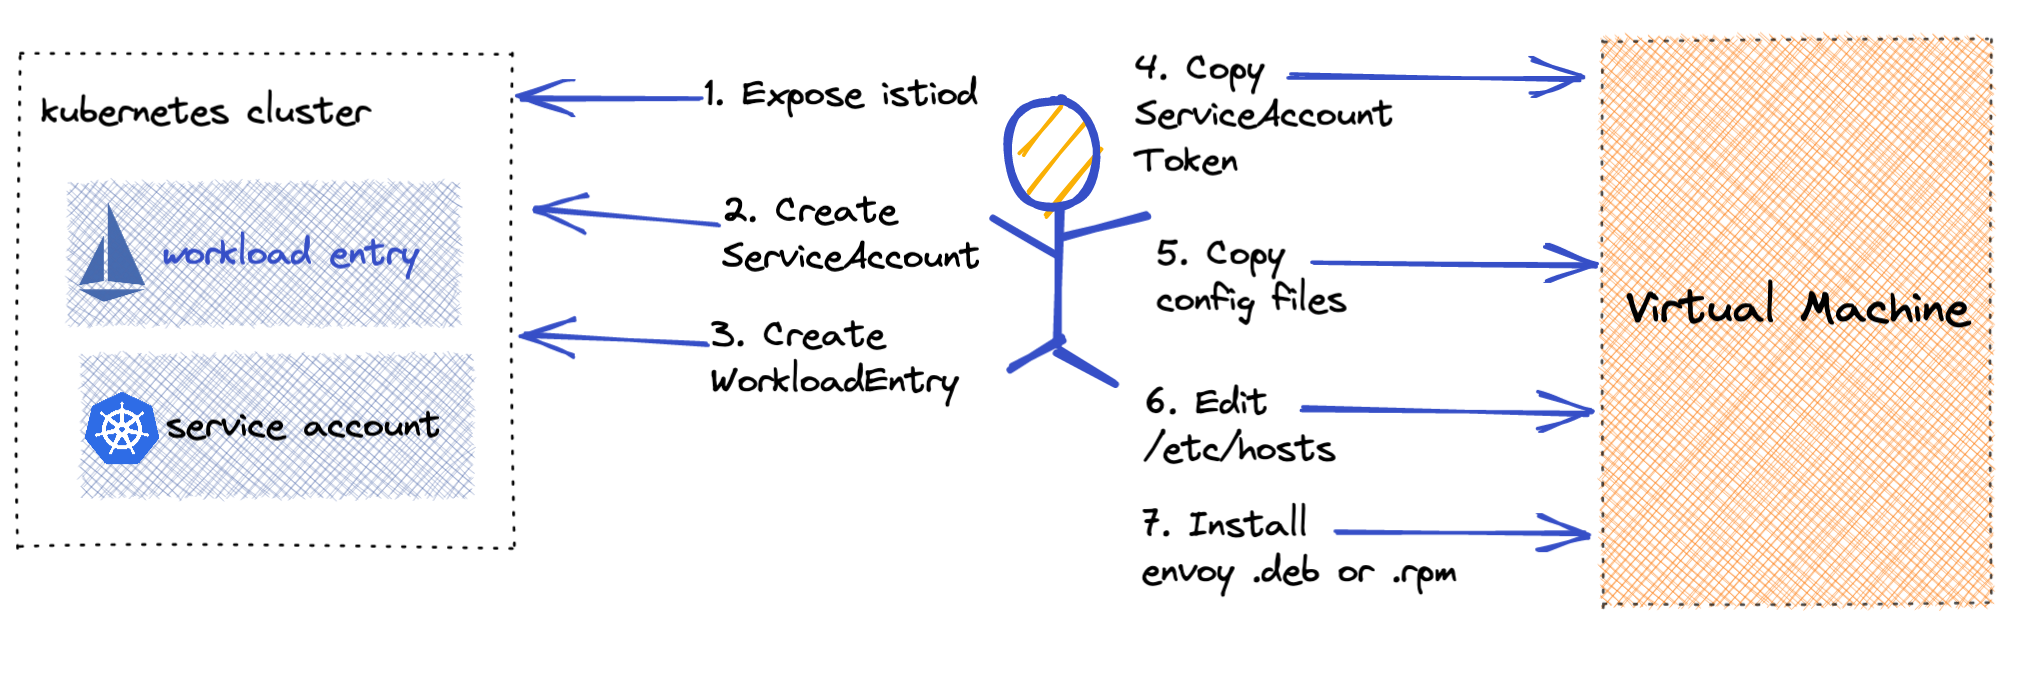 kubernetes cluster
workload entry
service account
1. Expose istiod
2. Create
ServiceAccount
3. Create
WorkloadEntry
4. Copy
ServiceAccount
Token
5. Copy
config files
6. Edit
/etc/hosts
7. Install
envoy .deb or .rpm
Virtual Machine